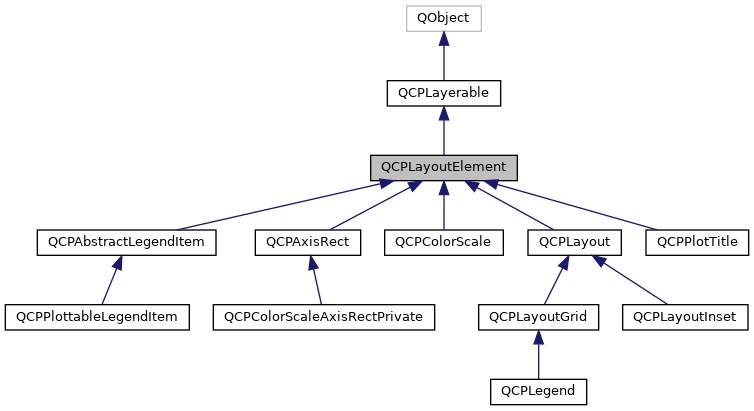 QObject
QCPLayerable
QCPLayoutElement
QCPAbstractLegendItem
QCPAxisRect
QCPColorScale
QCPLayout
QCPPlotTitle
QCPPlottableLegendItem
QCPColorScaleAxisRectPrivate
QCPLayoutGrid
QCPLayoutInset
QCPLegend